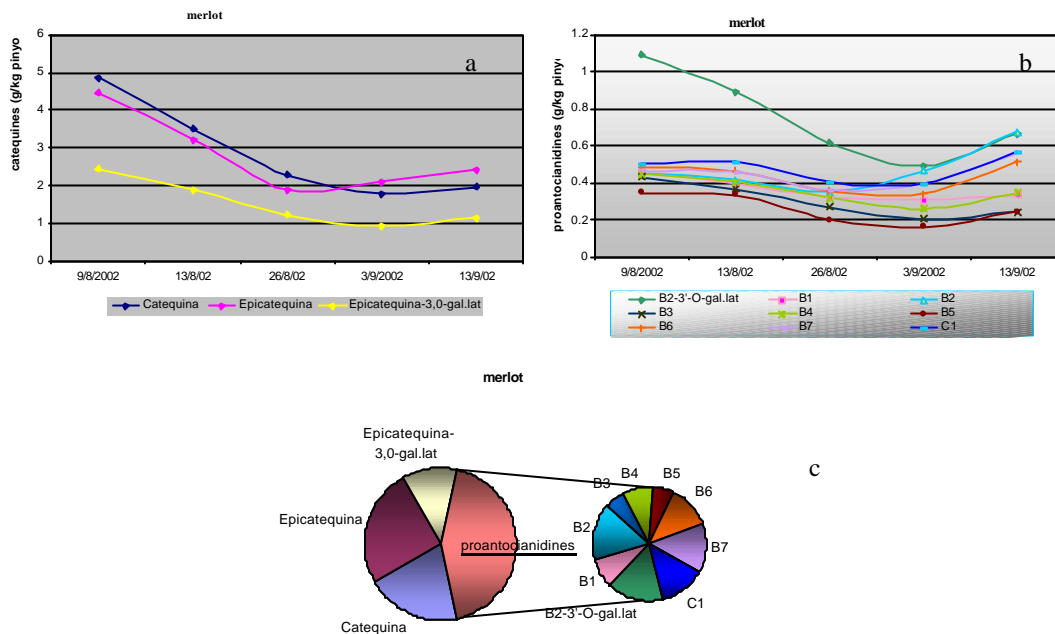 merlot
catequines (g/kg pinyo
6
5
4
3
2
1
0
a
9/8/2002 13/8/02 26/8/02 3/9/2002 13/9/02
Catequina Epicatequina Epicatequina-3,0-gal.lat
merlot
proantocianidines (g/kg pinyo
1.2
1
0.8
0.6
0.4
0.2
0
b
9/8/2002 13/8/02 26/8/02 3/9/2002 13/9/02
B2-3'-O-gal.lat B1 B2
B3 B4 B5
B6 B7 C1
merlot
c
Epicatequina-
3,0-gal.lat
Epicatequina
Catequina
proantocianidines
B3
B4
B5
B6
B2
B7
B1
C1
B2-3'-O-gal.lat